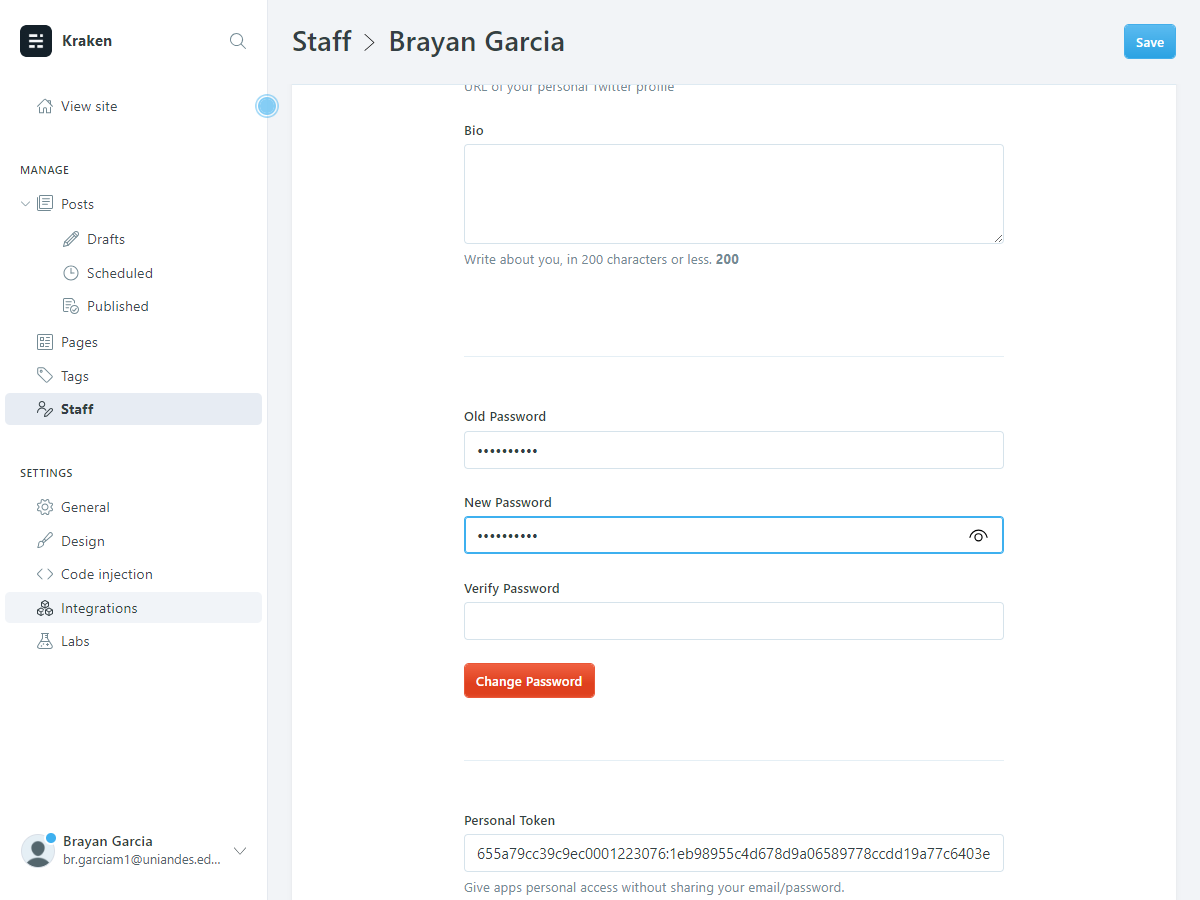 Kraken
View site
MANAGE
Posts
Drafts
Scheduled
Published
Pages
Tags
Staff
SETTINGS
General
Design
Code injection
Integrations
Labs
Brayan Garcia
br.garciam1@uniandes.ed...
Staff > Brayan Garcia
Save
URL of your personal Twitter profile
Bio
Write about you, in 200 characters or less. 200
Old Password
••••••••••
New Password
••••••••••
Verify Password
Change Password
Personal Token
655a79cc39c9ec0001223076:1eb98955c4d678d9a06589778ccdd19a77c6403e
Give apps personal access without sharing your email/password.